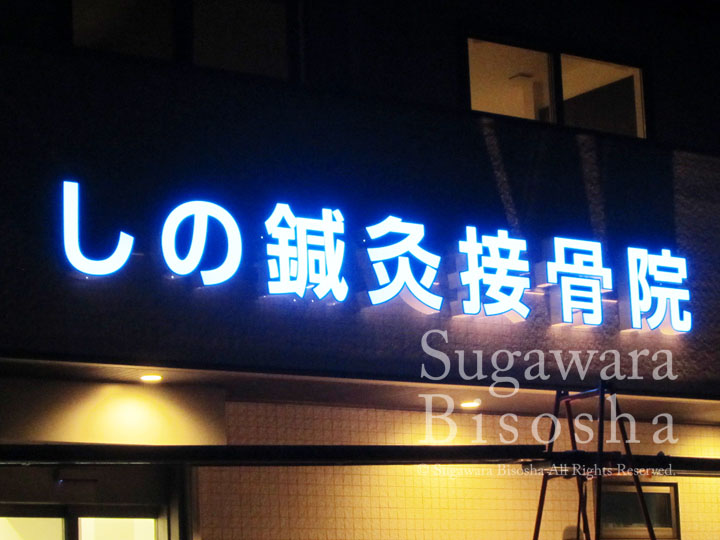 しの鍼灸接骨院
Sugawara
Bisosha
© Sugawara Bisosha All Rights Reserved.